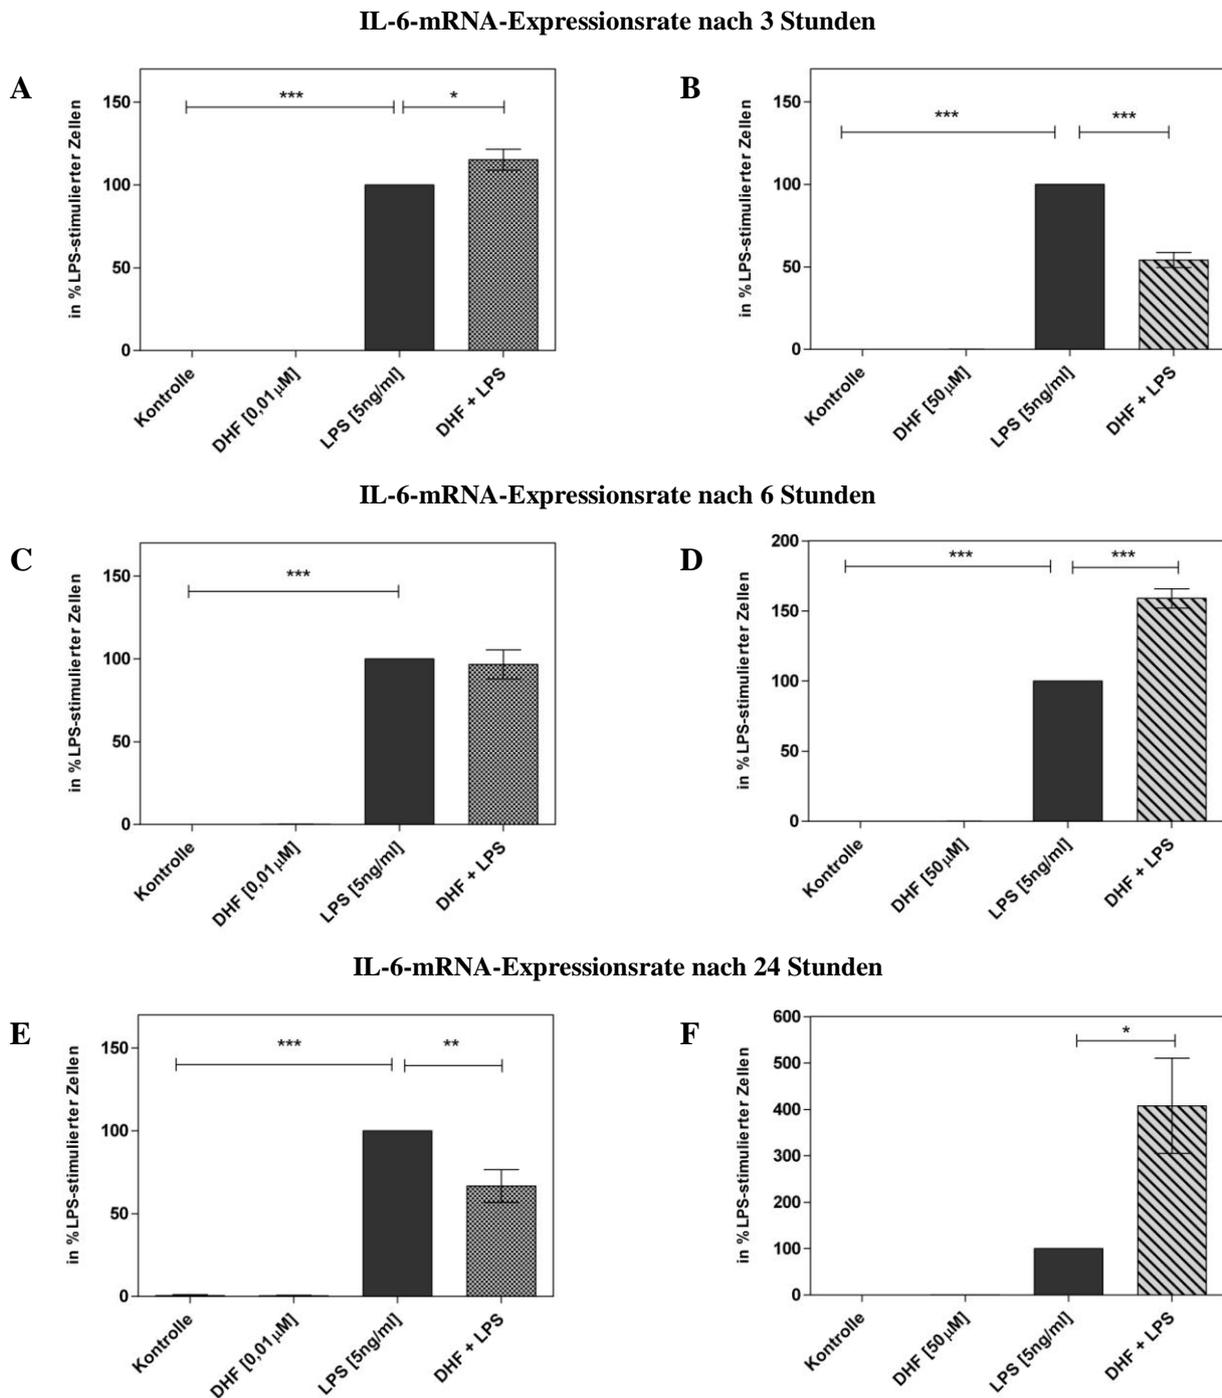 IL-6-mRNA-Expressionsrate nach 3 Stunden
A
in %LPS-stimulierter Zellen
150
100
50
0
***
*
Kontrolle
DHF [0,01µM]
LPS [5ng/ml]
DHF + LPS
B
in %LPS-stimulierter Zellen
150
100
50
0
***
***
Kontrolle
DHF [50µM]
LPS [5ng/ml]
DHF + LPS
IL-6-mRNA-Expressionsrate nach 6 Stunden
C
in %LPS-stimulierter Zellen
150
100
50
0
***
Kontrolle
DHF [0,01µM]
LPS [5ng/ml]
DHF + LPS
D
in %LPS-stimulierter Zellen
200
150
100
50
0
***
***
Kontrolle
DHF [50µM]
LPS [5ng/ml]
DHF + LPS
IL-6-mRNA-Expressionsrate nach 24 Stunden
E
in %LPS-stimulierter Zellen
150
100
50
0
***
**
Kontrolle
DHF [0,01µM]
LPS [5ng/ml]
DHF + LPS
F
in %LPS-stimulierter Zellen
600
500
400
300
200
100
0
*
Kontrolle
DHF [50µM]
LPS [5ng/ml]
DHF + LPS